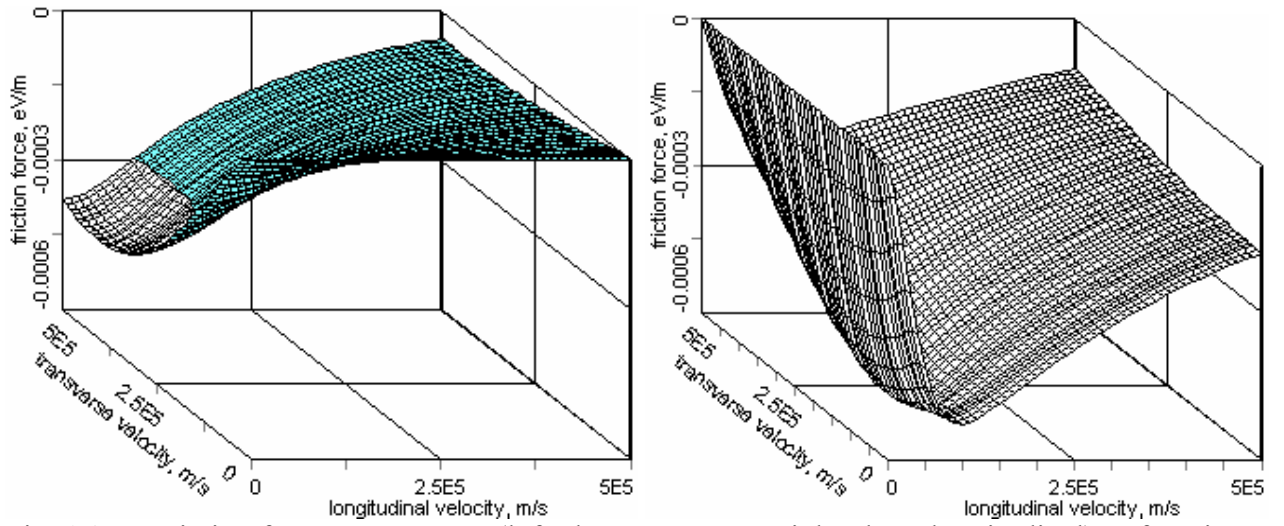 0
-0.0003
-0.0006
friction force, eV/m
5E5
2.5E5
0
transverse velocity, m/s
0
2.5E5
5E5
longitudinal velocity, m/s
0
-0.0003
-0.0006
friction force, eV/m
5E5
2.5E5
0
transverse velocity, m/s
0
2.5E5
5E5
longitudinal velocity, m/s